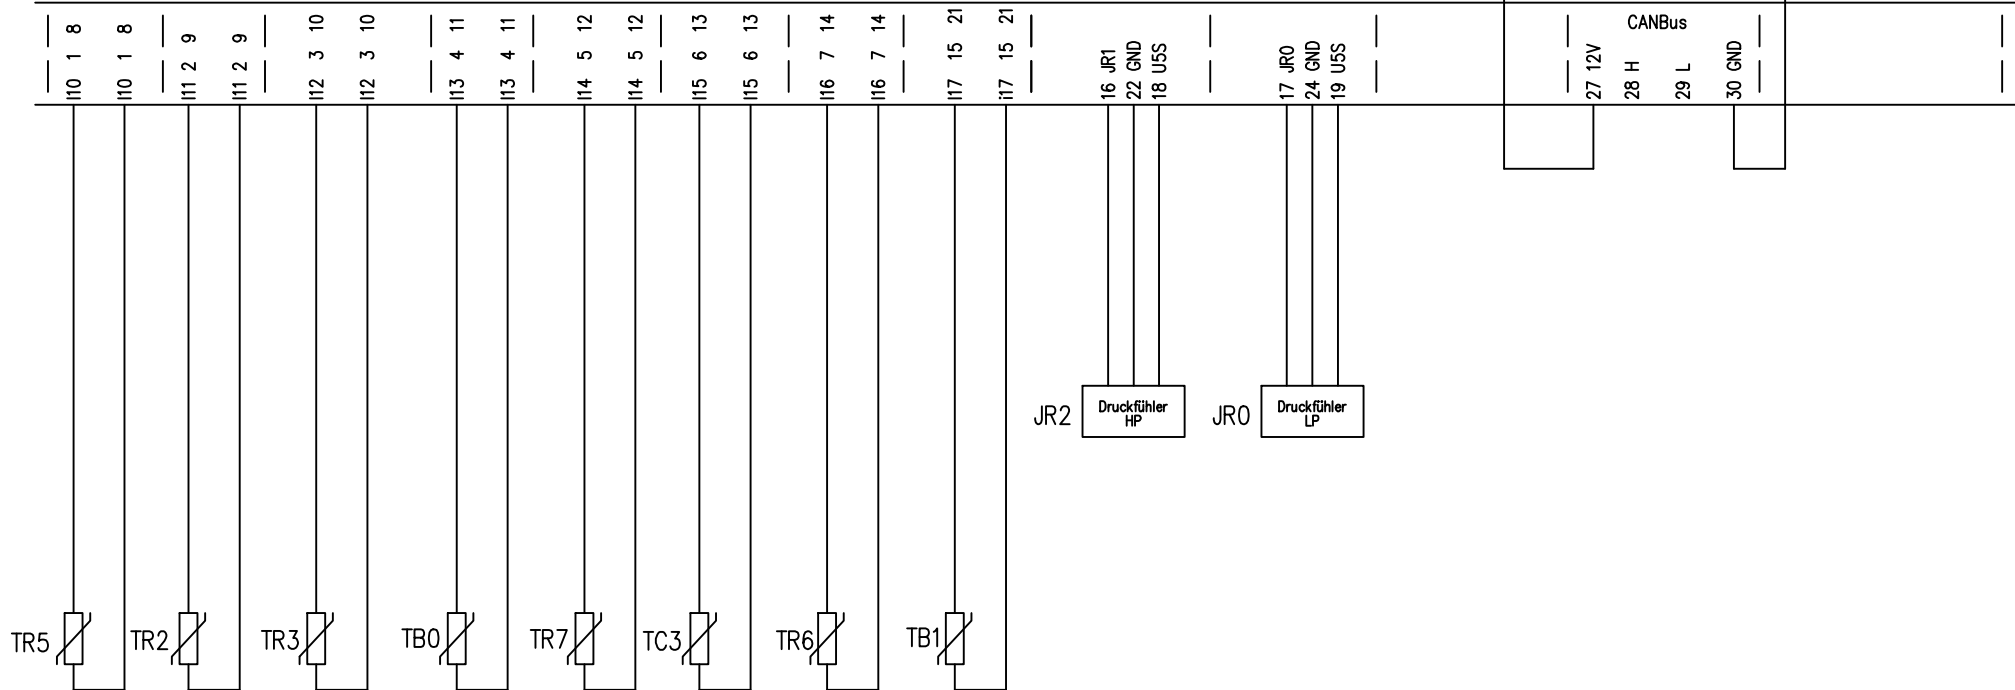 I10 1 8
I10 1 8
I11 2 9
I11 2 9
I12 3 10
I12 3 10
I13 4 11
I13 4 11
I14 5 12
I14 5 12
I15 6 13
I15 6 13
I16 7 14
I16 7 14
I17 15 21
i17 15 21
16 JR1
22 GND
18 U5S
17 JR0
24 GND
19 U5S
CANBus
27 12V
28 H
29 L
30 GND
JR2
Druckfühler
HP
JR0
Druckfühler
LP
TR5
TR2
TR3
TB0
TR7
TC3
TR6
TB1